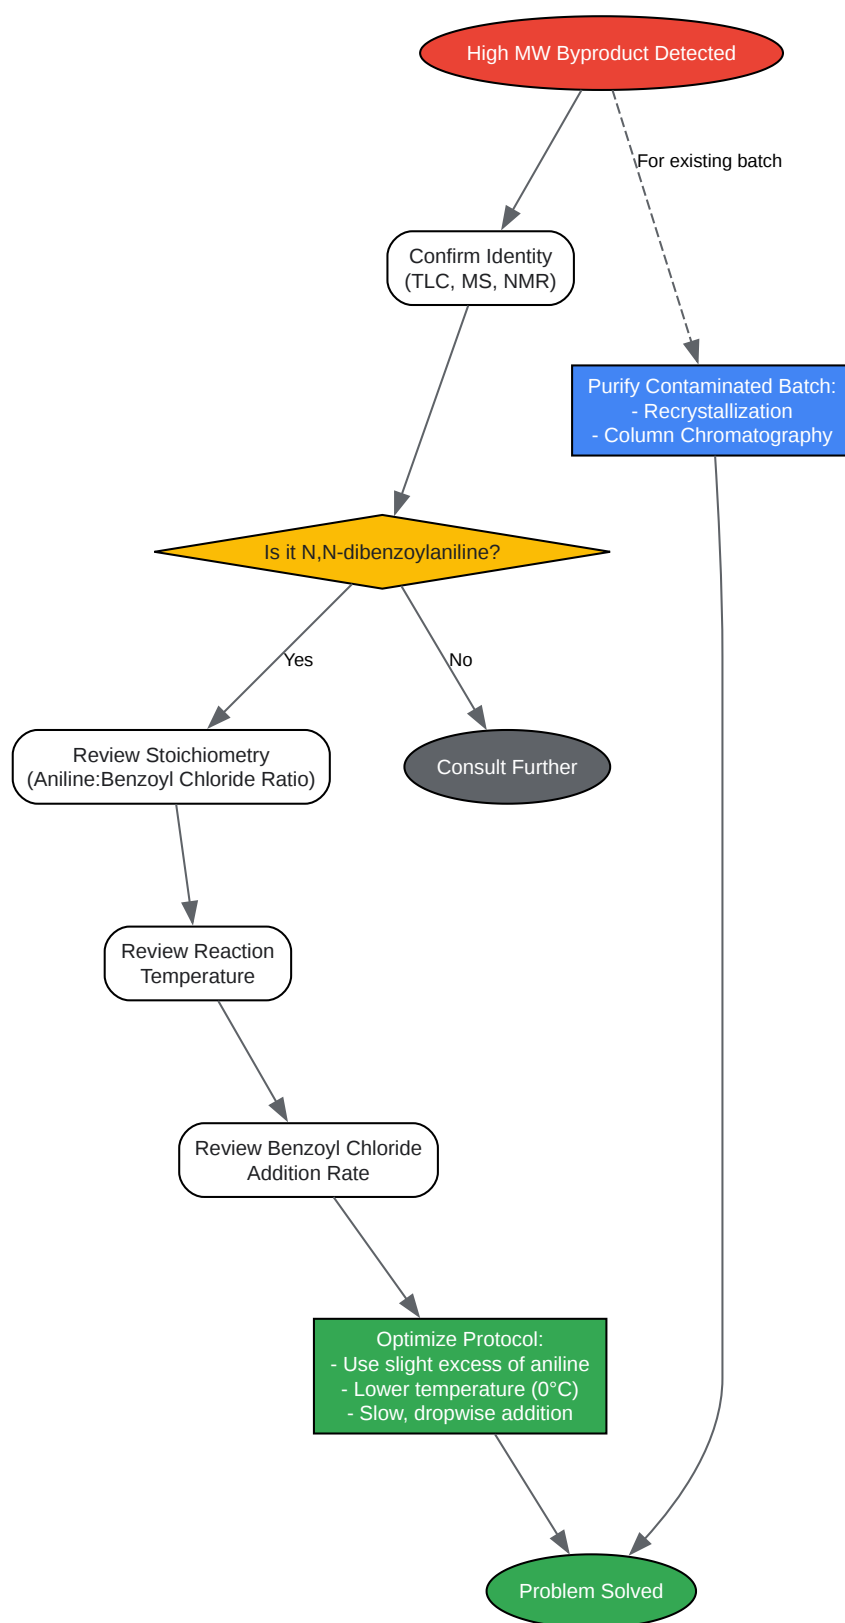 High MW Byproduct Detected
For existing batch
Confirm Identity
(TLC, MS, NMR)
Purify Contaminated Batch:
- Recrystallization
- Column Chromatography
Is it N,N-dibenzoylaniline?
Yes
No
Review Stoichiometry
(Aniline:Benzoyl Chloride Ratio)
Consult Further
Review Reaction
Temperature
Review Benzoyl Chloride
Addition Rate
Optimize Protocol:
- Use slight excess of aniline
- Lower temperature (0°C)
- Slow, dropwise addition
Problem Solved